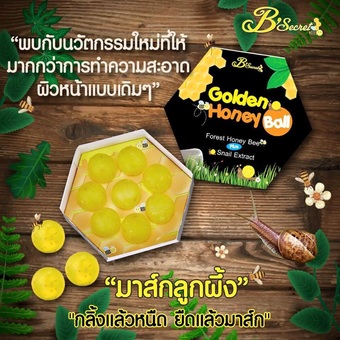 B'Secret
“พบกับนวัตกรรมใหม่ที่ให้
มากกว่าการทำความสะอาด
ผิวหน้าแบบเดิมๆ”
B'Secret
Golden
Honey Ball
Forest Honey Bee
Plus
Snail Extract
“มาส์กลูกผึ้ง”
"กลิ้งแล้วหนืด ยืดแล้วมาส์ก"